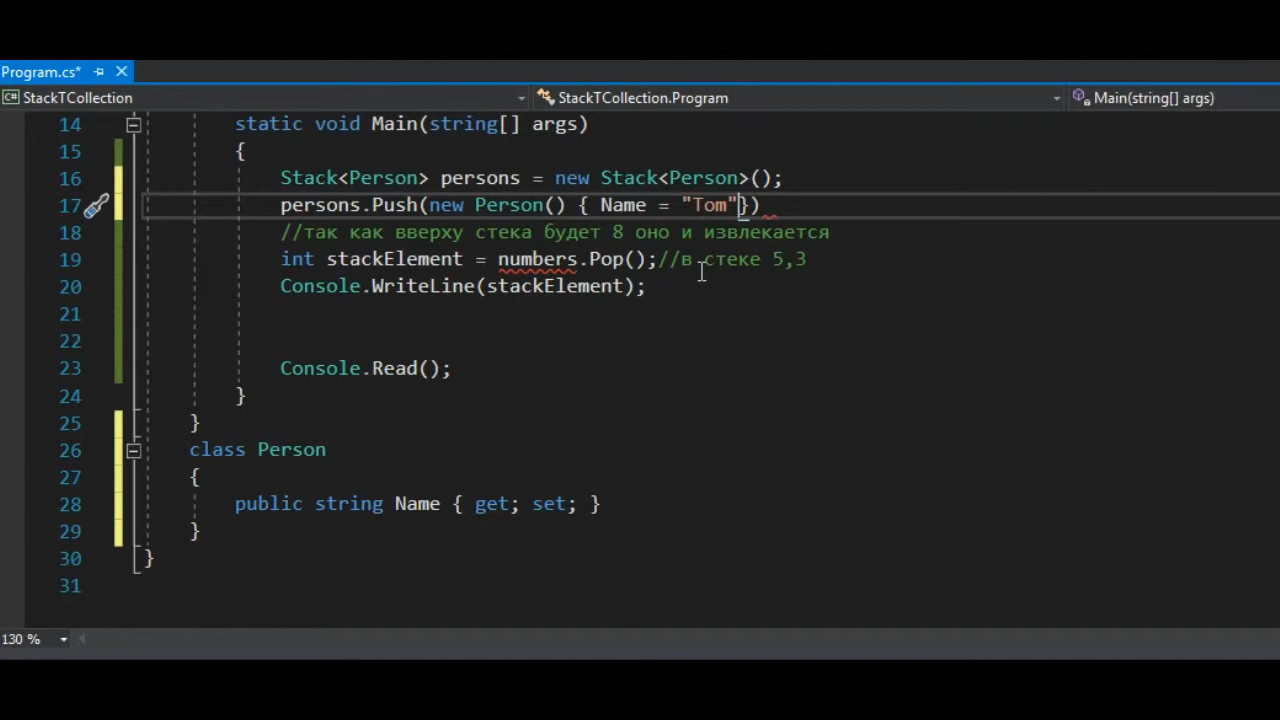 Program.cs*
StackTCollection StackTCollection.Program Main(string[] args)
14 static void Main(string[] args)
15 {
16 Stack<Person> persons = new Stack<Person>();
17 persons.Push(new Person() { Name = "Tom"})
18 //так как вверху стека будет 8 оно и извлекается
19 int stackElement = numbers.Pop();//в стеке 5,3
20 Console.WriteLine(stackElement);
21
22
23 Console.Read();
24 }
25 }
26 class Person
27 {
28 public string Name { get; set; }
29 }
30 }
31
130 %